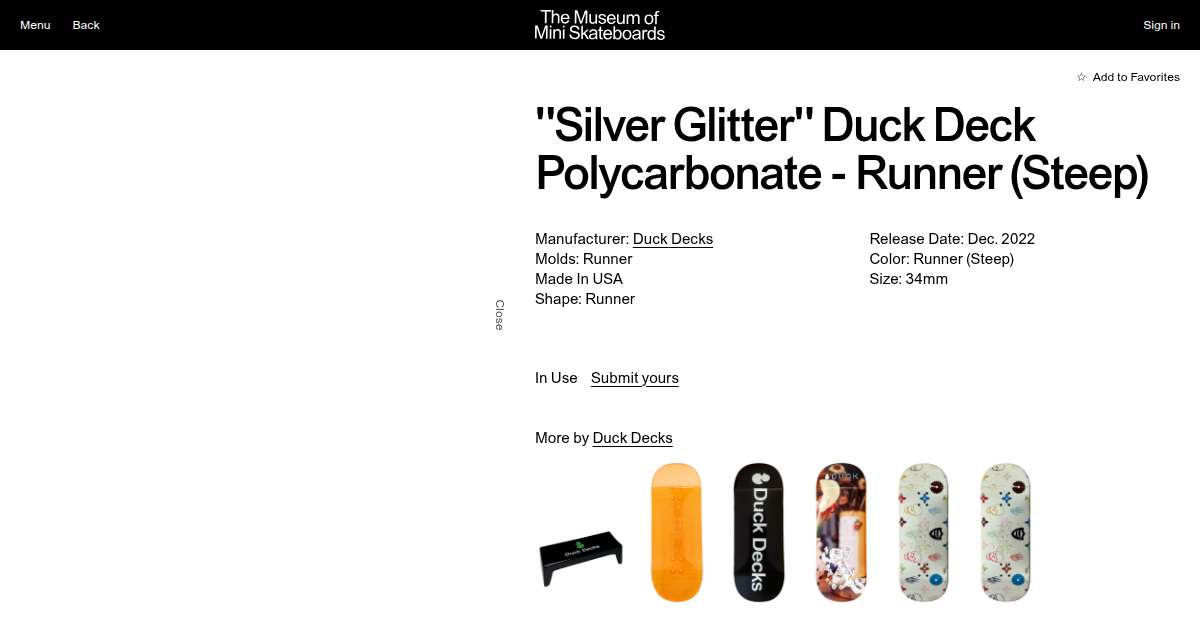 Menu
Back
The Museum of
Mini Skateboards
Sign in
☆ Add to Favorites
"Silver Glitter" Duck Deck
Polycarbonate - Runner (Steep)
Manufacturer: Duck Decks
Molds: Runner
Made In USA
Shape: Runner
Release Date: Dec. 2022
Color: Runner (Steep)
Size: 34mm
Close
In Use Submit yours
More by Duck Decks
Duck Decks
Duck Decks
DUCK